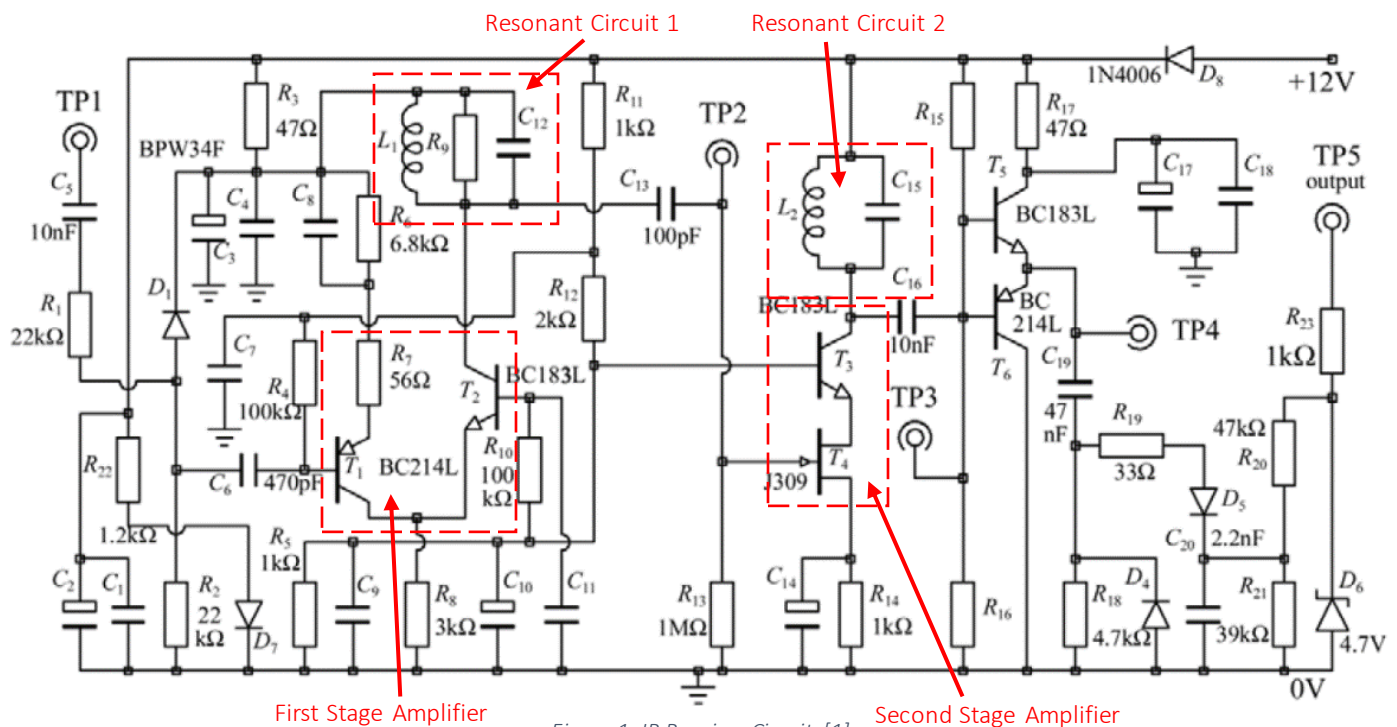 Resonant Circuit 1
Resonant Circuit 2
TP1
BPW34F
C5
10nF
R1
22kΩ
D1
R3
47Ω
C4
C3
C8
R6
6.8kΩ
L1
R9
C12
R11
1kΩ
C13
100pF
TP2
R12
2kΩ
C7
R4
100kΩ
R7
56Ω
T2
BC183L
T1
BC214L
R10
100
kΩ
C6
470pF
R22
1.2kΩ
C2
C1
R2
22
kΩ
D7
R5
1kΩ
C9
R8
3kΩ
C10
C11
L2
C15
C16
10nF
BC183L
T3
T4
J309
TP3
R13
1MΩ
C14
R14
1kΩ
R15
R16
1N4006
D8
+12V
R17
47Ω
T5
BC183L
BC
214L
T6
C17
C18
TP5
output
TP4
C19
47
nF
R19
33Ω
D5
C20
2.2nF
R18
4.7kΩ
D4
R23
1kΩ
47kΩ
R20
R21
39kΩ
D6
4.7V
0V
First Stage Amplifier
Second Stage Amplifier